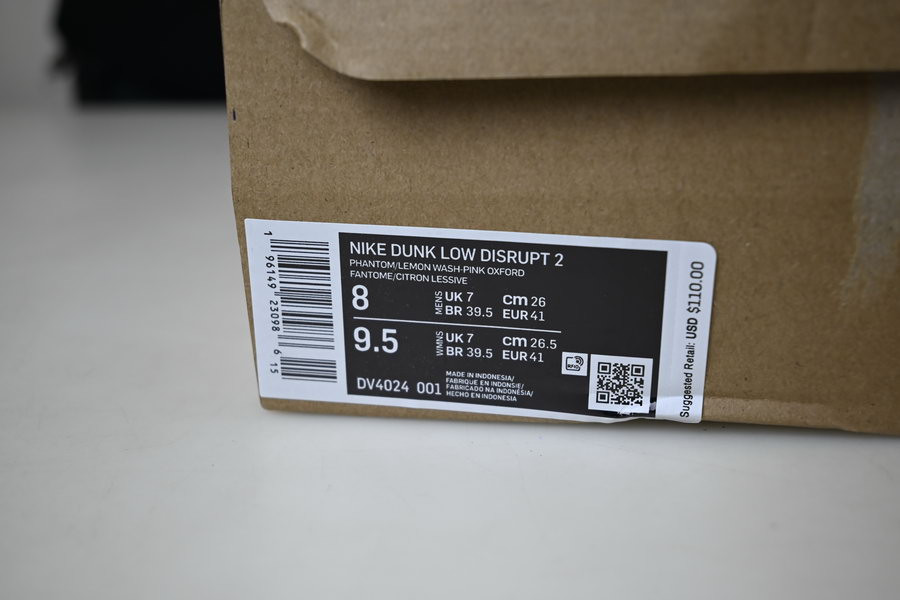 1 96149 23098 6 15
NIKE DUNK LOW DISRUPT 2
PHANTOM/LEMON WASH-PINK OXFORD
FANTOME/CITRON LESSIVE
8 MENS UK 7 cm 26
BR 39.5 EUR 41
9.5 WMNS UK 7 cm 26.5
BR 39.5 EUR 41
DV4024 001
MADE IN INDONESIA/
FABRIQUE EN INDONSIE/
FABRICADO NA INDONÉSIA/
HECHO EN INDONESIA
RFID
Suggested Retail: USD $110.00